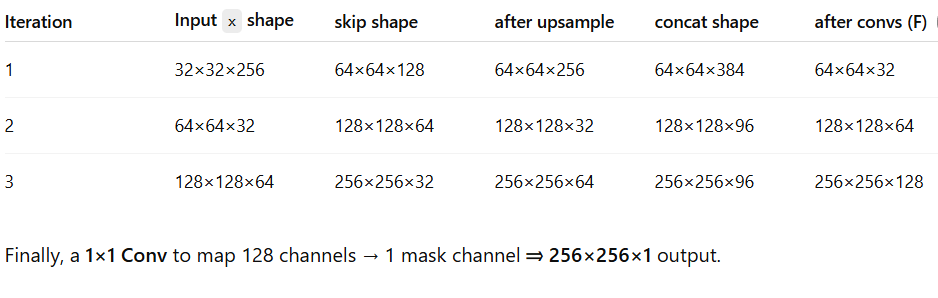 Iteration Input x shape skip shape after upsample concat shape after convs (F)
1 32×32×256 64×64×128 64×64×256 64×64×384 64×64×32
2 64×64×32 128×128×64 128×128×32 128×128×96 128×128×64
3 128×128×64 256×256×32 256×256×64 256×256×96 256×256×128
Finally, a 1×1 Conv to map 128 channels → 1 mask channel ⇒ 256×256×1 output.